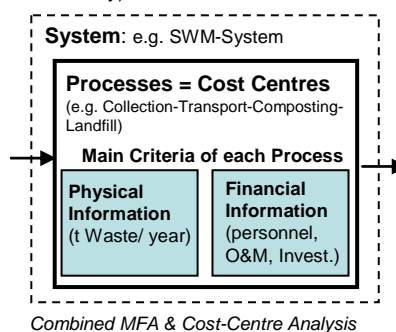 System: e.g. SWM-System
Processes = Cost Centres
(e.g. Collection-Transport-Composting-
Landfill)
Main Criteria of each Process
Physical
Information
(t Waste/ year)
Financial
Information
(personnel,
O&M, Invest.)
Combined MFA & Cost-Centre Analysis